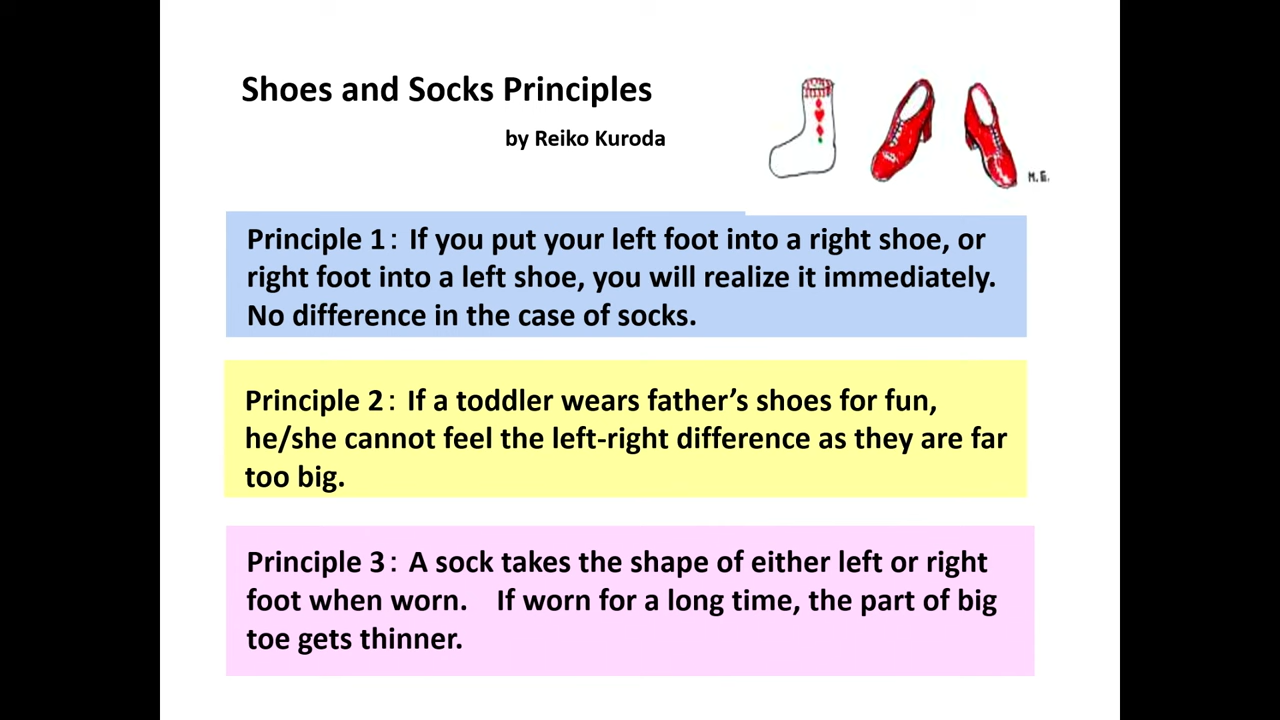 Shoes and Socks Principles
by Reiko Kuroda
M.G.
Principle 1: If you put your left foot into a right shoe, or
right foot into a left shoe, you will realize it immediately.
No difference in the case of socks.
Principle 2: If a toddler wears father’s shoes for fun,
he/she cannot feel the left-right difference as they are far
too big.
Principle 3: A sock takes the shape of either left or right
foot when worn.    If worn for a long time, the part of big
toe gets thinner.